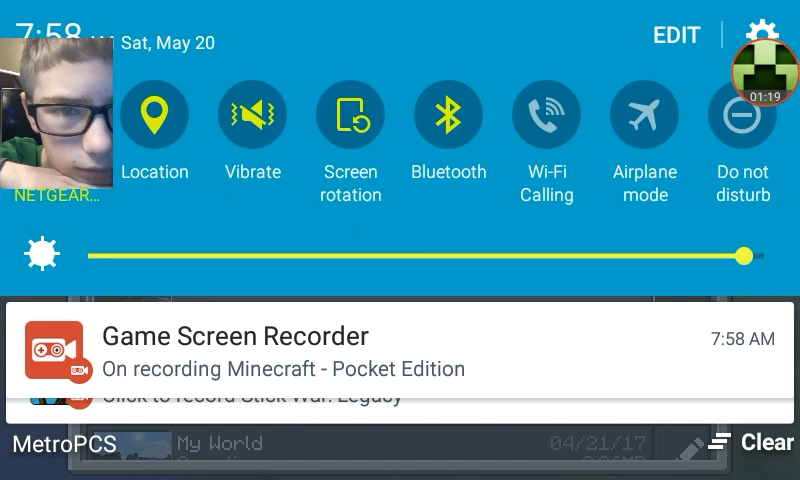 7:58 AM Sat, May 20
EDIT
01:19
NETGEAR...
Location
Vibrate
Screen rotation
Bluetooth
Wi-Fi Calling
Airplane mode
Do not disturb
Game Screen Recorder
7:58 AM
On recording Minecraft - Pocket Edition
Click to record Stick War: Legacy
MetroPCS
My World
04/21/17
Clear